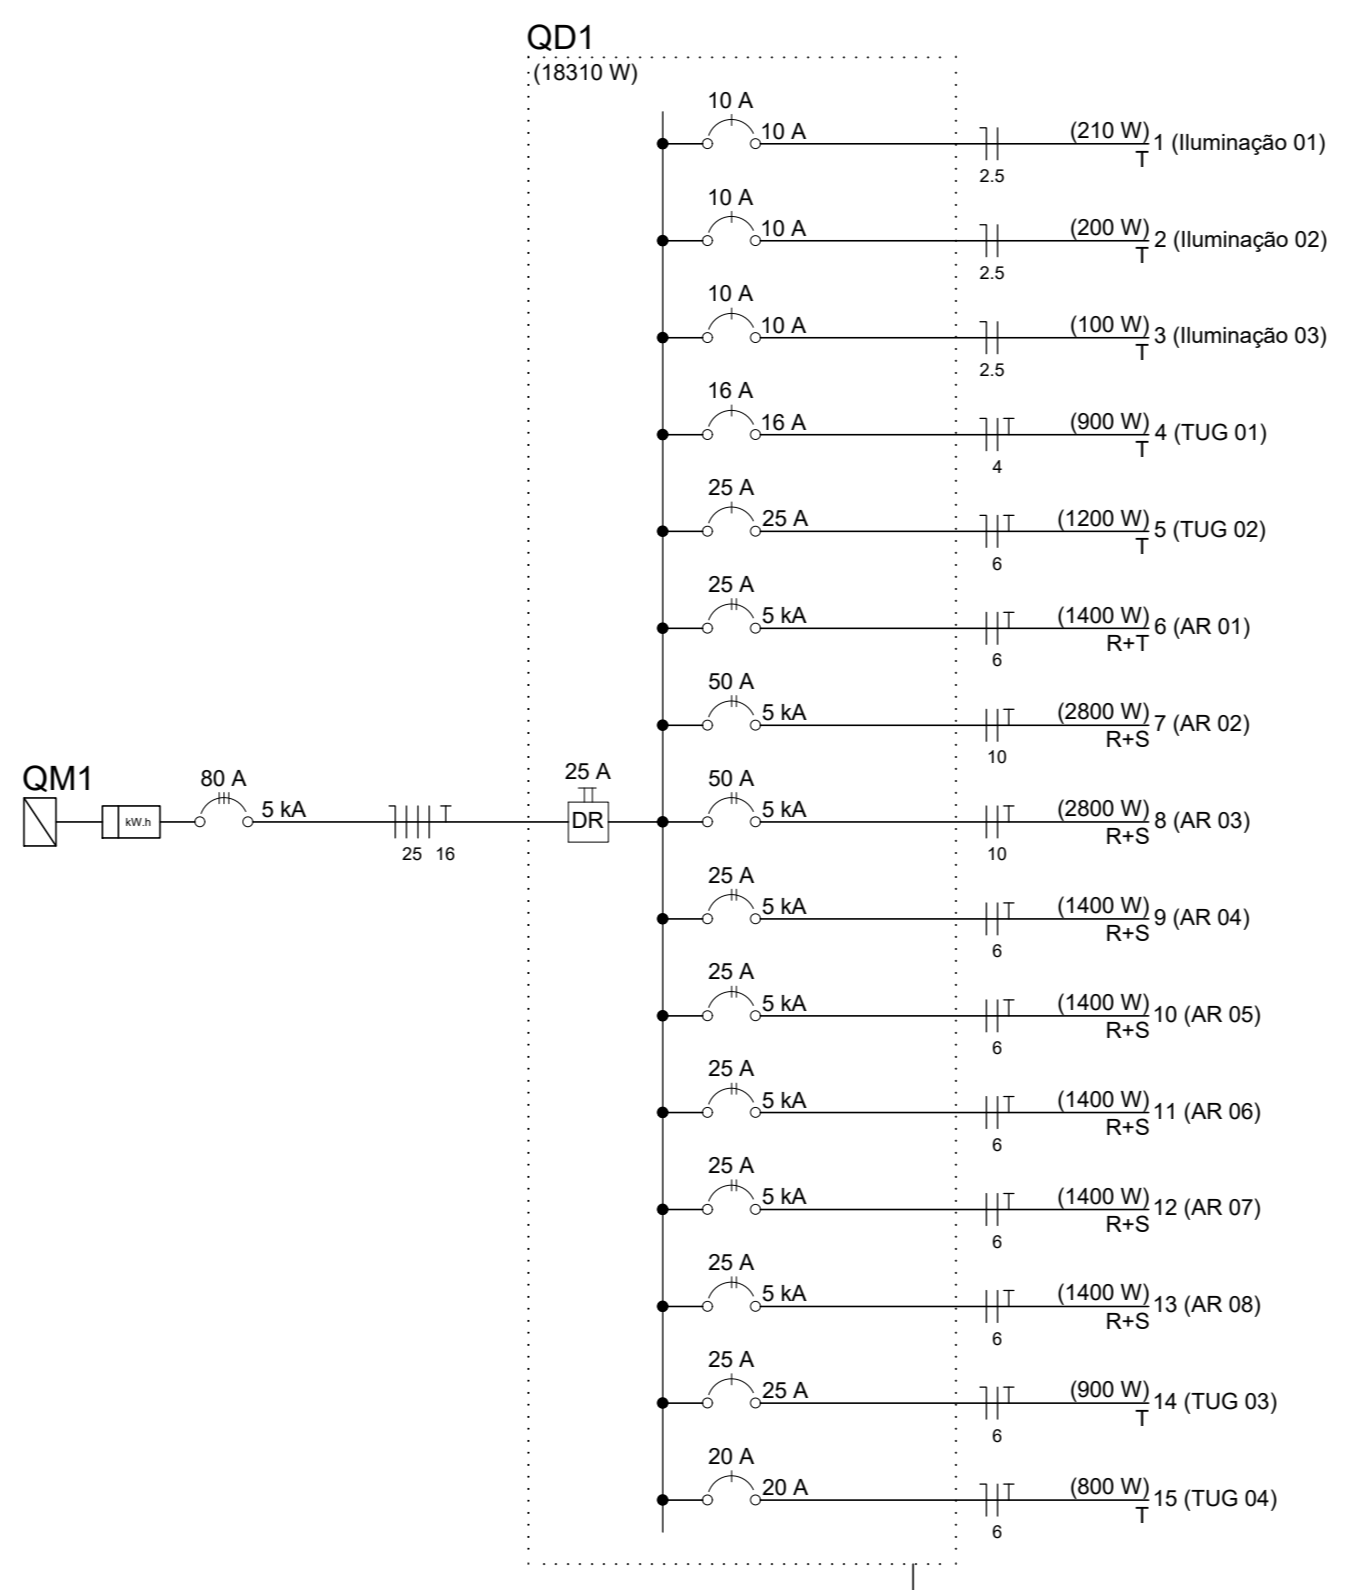 QD1
(18310 W)
10 A
10 A
(210 W)
1 (Iluminação 01)
2.5
T
10 A
10 A
(200 W)
2 (Iluminação 02)
2.5
T
10 A
10 A
(100 W)
3 (Iluminação 03)
2.5
T
16 A
16 A
(900 W)
4 (TUG 01)
4
T
25 A
25 A
(1200 W)
5 (TUG 02)
6
T
25 A
5 kA
(1400 W)
6 (AR 01)
6
R+T
50 A
5 kA
(2800 W)
7 (AR 02)
10
R+S
QM1
kW.h
80 A
5 kA
25 16
25 A
DR
50 A
5 kA
(2800 W)
8 (AR 03)
10
R+S
25 A
5 kA
(1400 W)
9 (AR 04)
6
R+S
25 A
5 kA
(1400 W)
10 (AR 05)
6
R+S
25 A
5 kA
(1400 W)
11 (AR 06)
6
R+S
25 A
5 kA
(1400 W)
12 (AR 07)
6
R+S
25 A
5 kA
(1400 W)
13 (AR 08)
6
R+S
25 A
25 A
(900 W)
14 (TUG 03)
6
T
20 A
20 A
(800 W)
15 (TUG 04)
6
T